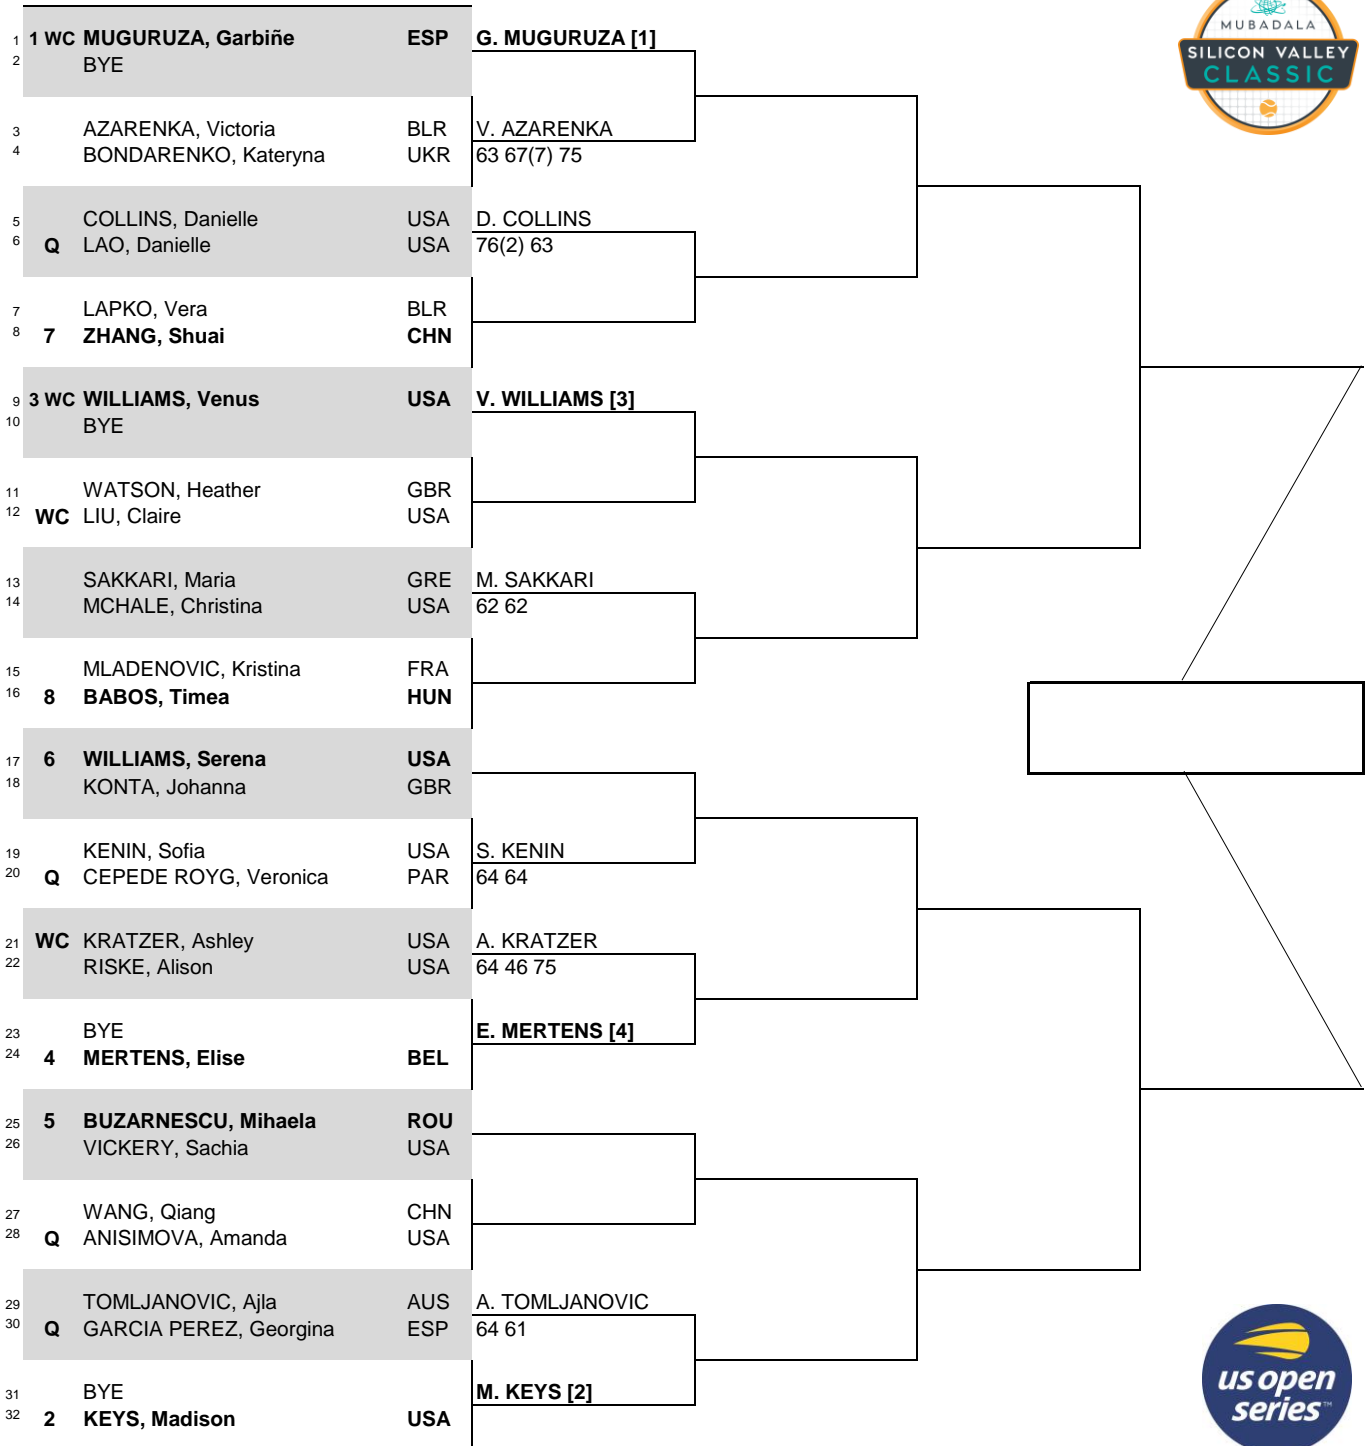 MUBADALA
SILICON VALLEY
CLASSIC
1 1 WC MUGURUZA, Garbiñe ESP G. MUGURUZA [1]
2 BYE
3 AZARENKA, Victoria BLR V. AZARENKA
4 BONDARENKO, Kateryna UKR 63 67(7) 75
5 COLLINS, Danielle USA D. COLLINS
6 Q LAO, Danielle USA 76(2) 63
7 LAPKO, Vera BLR
8 7 ZHANG, Shuai CHN
9 3 WC WILLIAMS, Venus USA V. WILLIAMS [3]
10 BYE
11 WATSON, Heather GBR
12 WC LIU, Claire USA
13 SAKKARI, Maria GRE M. SAKKARI
14 MCHALE, Christina USA 62 62
15 MLADENOVIC, Kristina FRA
16 8 BABOS, Timea HUN
17 6 WILLIAMS, Serena USA
18 KONTA, Johanna GBR
19 KENIN, Sofia USA S. KENIN
20 Q CEPEDE ROYG, Veronica PAR 64 64
21 WC KRATZER, Ashley USA A. KRATZER
22 RISKE, Alison USA 64 46 75
23 BYE E. MERTENS [4]
24 4 MERTENS, Elise BEL
25 5 BUZARNESCU, Mihaela ROU
26 VICKERY, Sachia USA
27 WANG, Qiang CHN
28 Q ANISIMOVA, Amanda USA
29 TOMLJANOVIC, Ajla AUS A. TOMLJANOVIC
30 Q GARCIA PEREZ, Georgina ESP 64 61
31 BYE M. KEYS [2]
32 2 KEYS, Madison USA
us open
series™